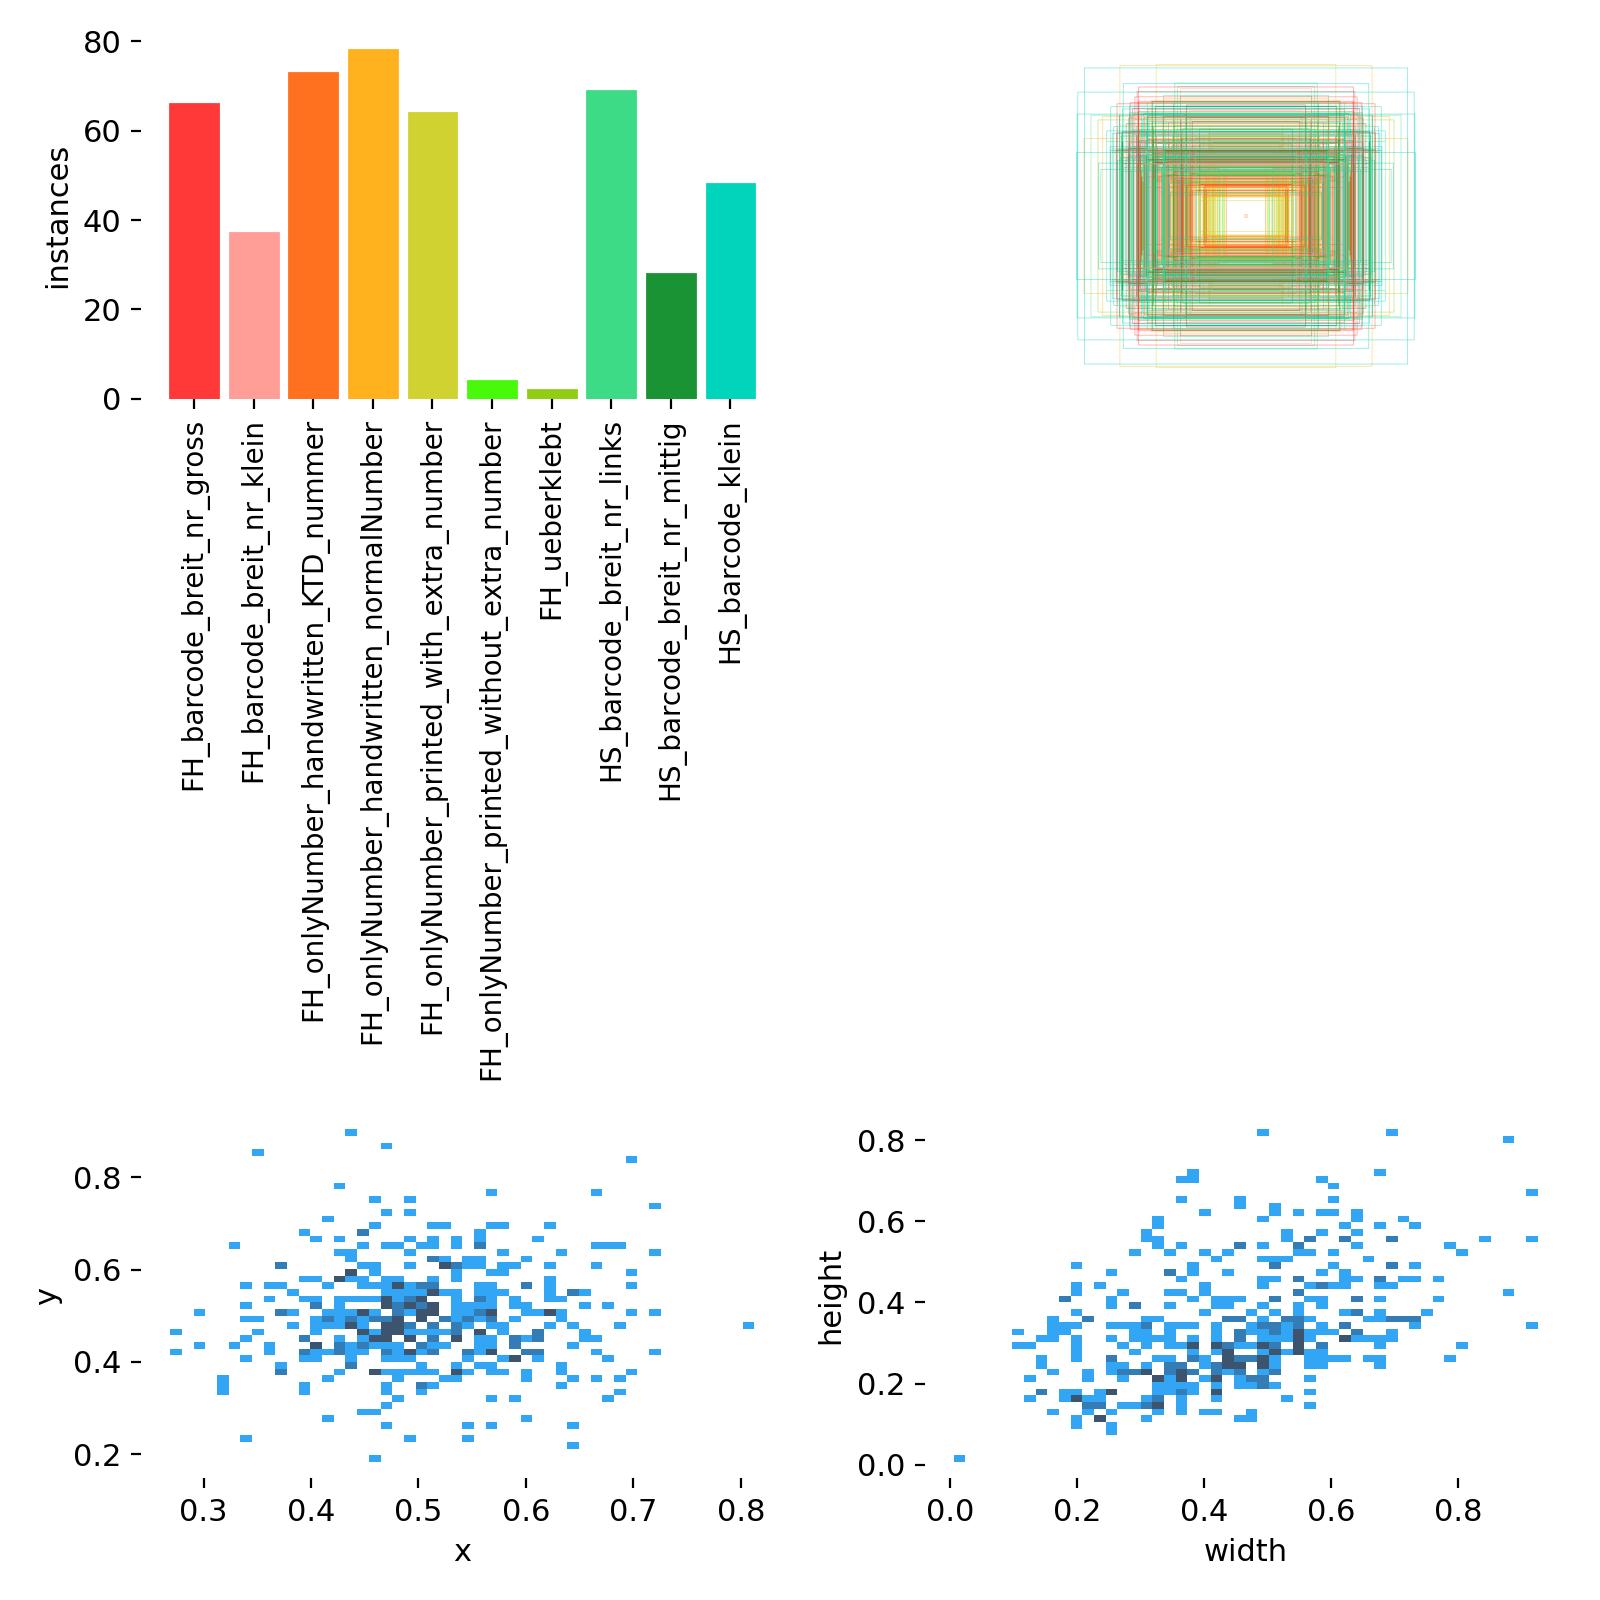 80
60
40
20
0
instances
FH_barcode_breit_nr_gross
FH_barcode_breit_nr_klein
FH_onlyNumber_handwritten_KTD_nummer
FH_onlyNumber_handwritten_normalNumber
FH_onlyNumber_printed_with_extra_number
FH_onlyNumber_printed_without_extra_number
FH_ueberklebt
HS_barcode_breit_nr_links
HS_barcode_breit_nr_mittig
HS_barcode_klein
0.8
0.6
0.4
0.2
y
0.3 0.4 0.5 0.6 0.7 0.8
x
0.8
0.6
0.4
0.2
0.0
height
0.0 0.2 0.4 0.6 0.8
width